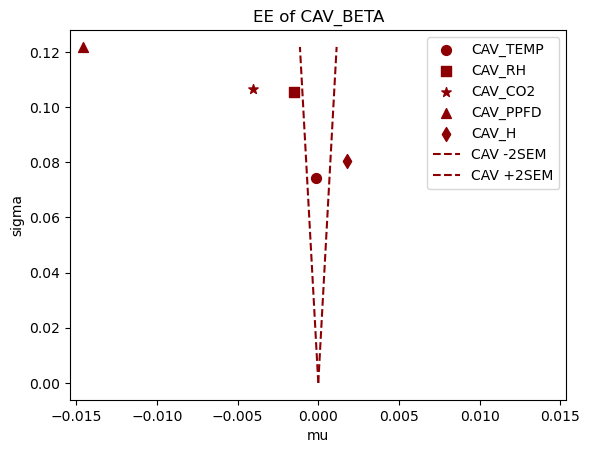 EE of CAV_BETA
CAV_TEMP
CAV_RH
CAV_CO2
CAV_PPFD
CAV_H
CAV -2SEM
CAV +2SEM
sigma
0.12
0.10
0.08
0.06
0.04
0.02
0.00
−0.015
−0.010
−0.005
0.000
0.005
0.010
0.015
mu